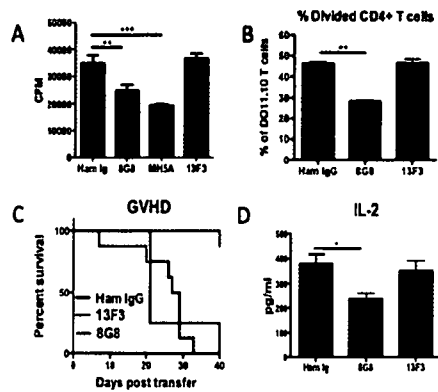 A
CPM
50000
40000
30000
20000
10000
0
***
**
Ham Ig
8G8
MH5A
13F3
B
% Divided CD4+ T cells
% of DO11.10 T cells
60
50
40
30
20
10
0
**
Ham IgG
8G8
13F3
C
GVHD
Percent survival
100
50
0
Ham IgG
13F3
8G8
0
10
20
30
40
Days post transfer
D
IL-2
pg/ml
500
400
300
200
100
0
*
Ham Ig
8G8
13F3